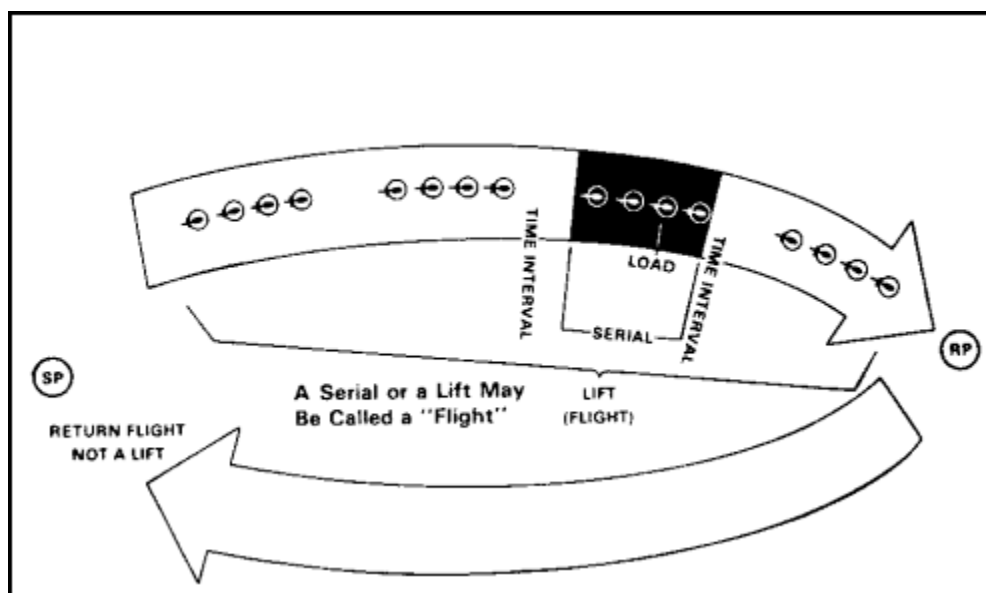 TIME INTERVAL
LOAD
TIME INTERVAL
SERIAL
RP
SP
A Serial or a Lift May
Be Called a "Flight"
LIFT
(FLIGHT)
RETURN FLIGHT
NOT A LIFT